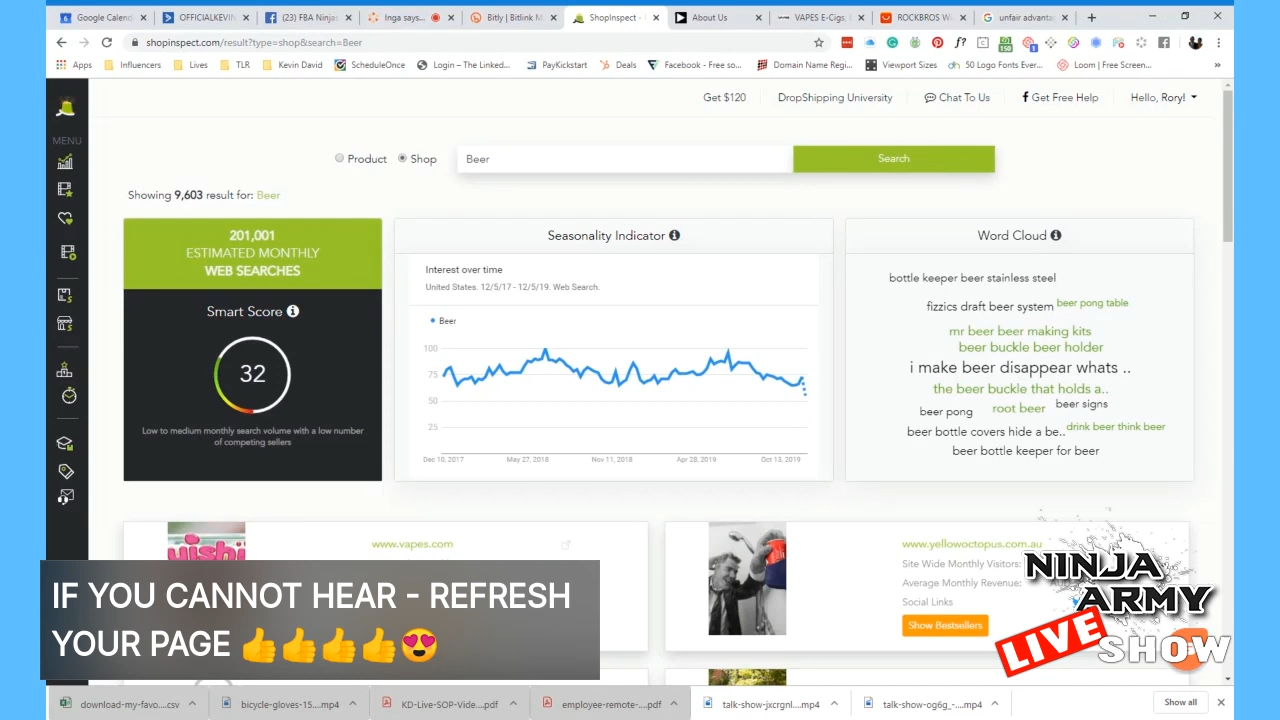 Google Calend
OFFICIALKEVIN
(23) FBA Ninjas
Inga says...
Bitly | Bitlink M
ShopInspect -
About Us
VAPES E-Cigs,
ROCKBROS W
unfair advanta
shopinspect.com/result?type=shop&search=Beer
Apps
Influencers
Lives
TLR
Kevin David
ScheduleOnce
Login – The Linked...
PayKickstart
Deals
Facebook - Free so...
Domain Name Regi...
Viewport Sizes
50 Logo Fonts Ever...
Loom | Free Screen...
Get $120
DropShipping University
Chat To Us
Get Free Help
Hello, Rory!
MENU
Product
Shop
Beer
Search
Showing 9,603 result for: Beer
201,001
ESTIMATED MONTHLY
WEB SEARCHES
Smart Score
32
Low to medium monthly search volume with a low number
of competing sellers
Seasonality Indicator
Interest over time
United States. 12/5/17 - 12/5/19. Web Search.
Beer
100
75
50
25
Dec 10, 2017
May 27, 2018
Nov 11, 2018
Apr 28, 2019
Oct 13, 2019
Word Cloud
bottle keeper beer stainless steel
fizzics draft beer system
beer pong table
mr beer beer making kits
beer buckle beer holder
i make beer disappear whats ..
the beer buckle that holds a..
beer pong
root beer
beer signs
drink beer think beer
beer bottle covers hide a be..
beer bottle keeper for beer
www.vapes.com
www.yellowoctopus.com.au
Site Wide Monthly Visitors:
Average Monthly Revenue:
Social Links
Show Bestsellers
IF YOU CANNOT HEAR - REFRESH
YOUR PAGE 👍👍👍👍😍
NINJA
ARMY
LIVE
SHOW
download-my-favo....csv
bicycle-gloves-15....mp4
KD-Live-SOP-Vide....pdf
employee-remote-....pdf
talk-show-jxcrgnl....mp4
talk-show-og6g_-....mp4
Show all